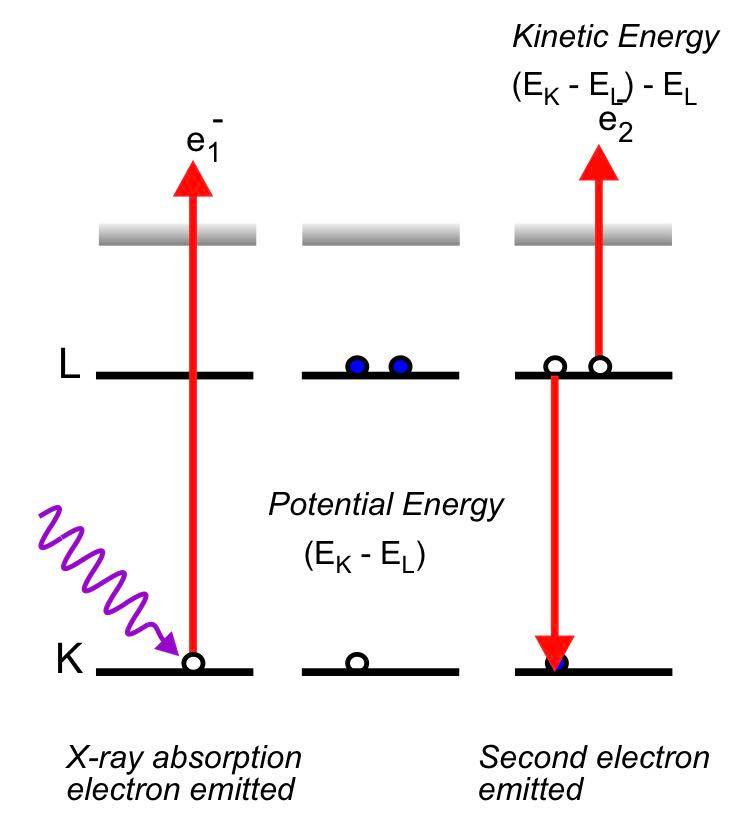 Kinetic Energy
(E_K - E_L) - E_L
e_1^-
e_2^-
L
Potential Energy
(E_K - E_L)
K
X-ray absorption
electron emitted
Second electron
emitted